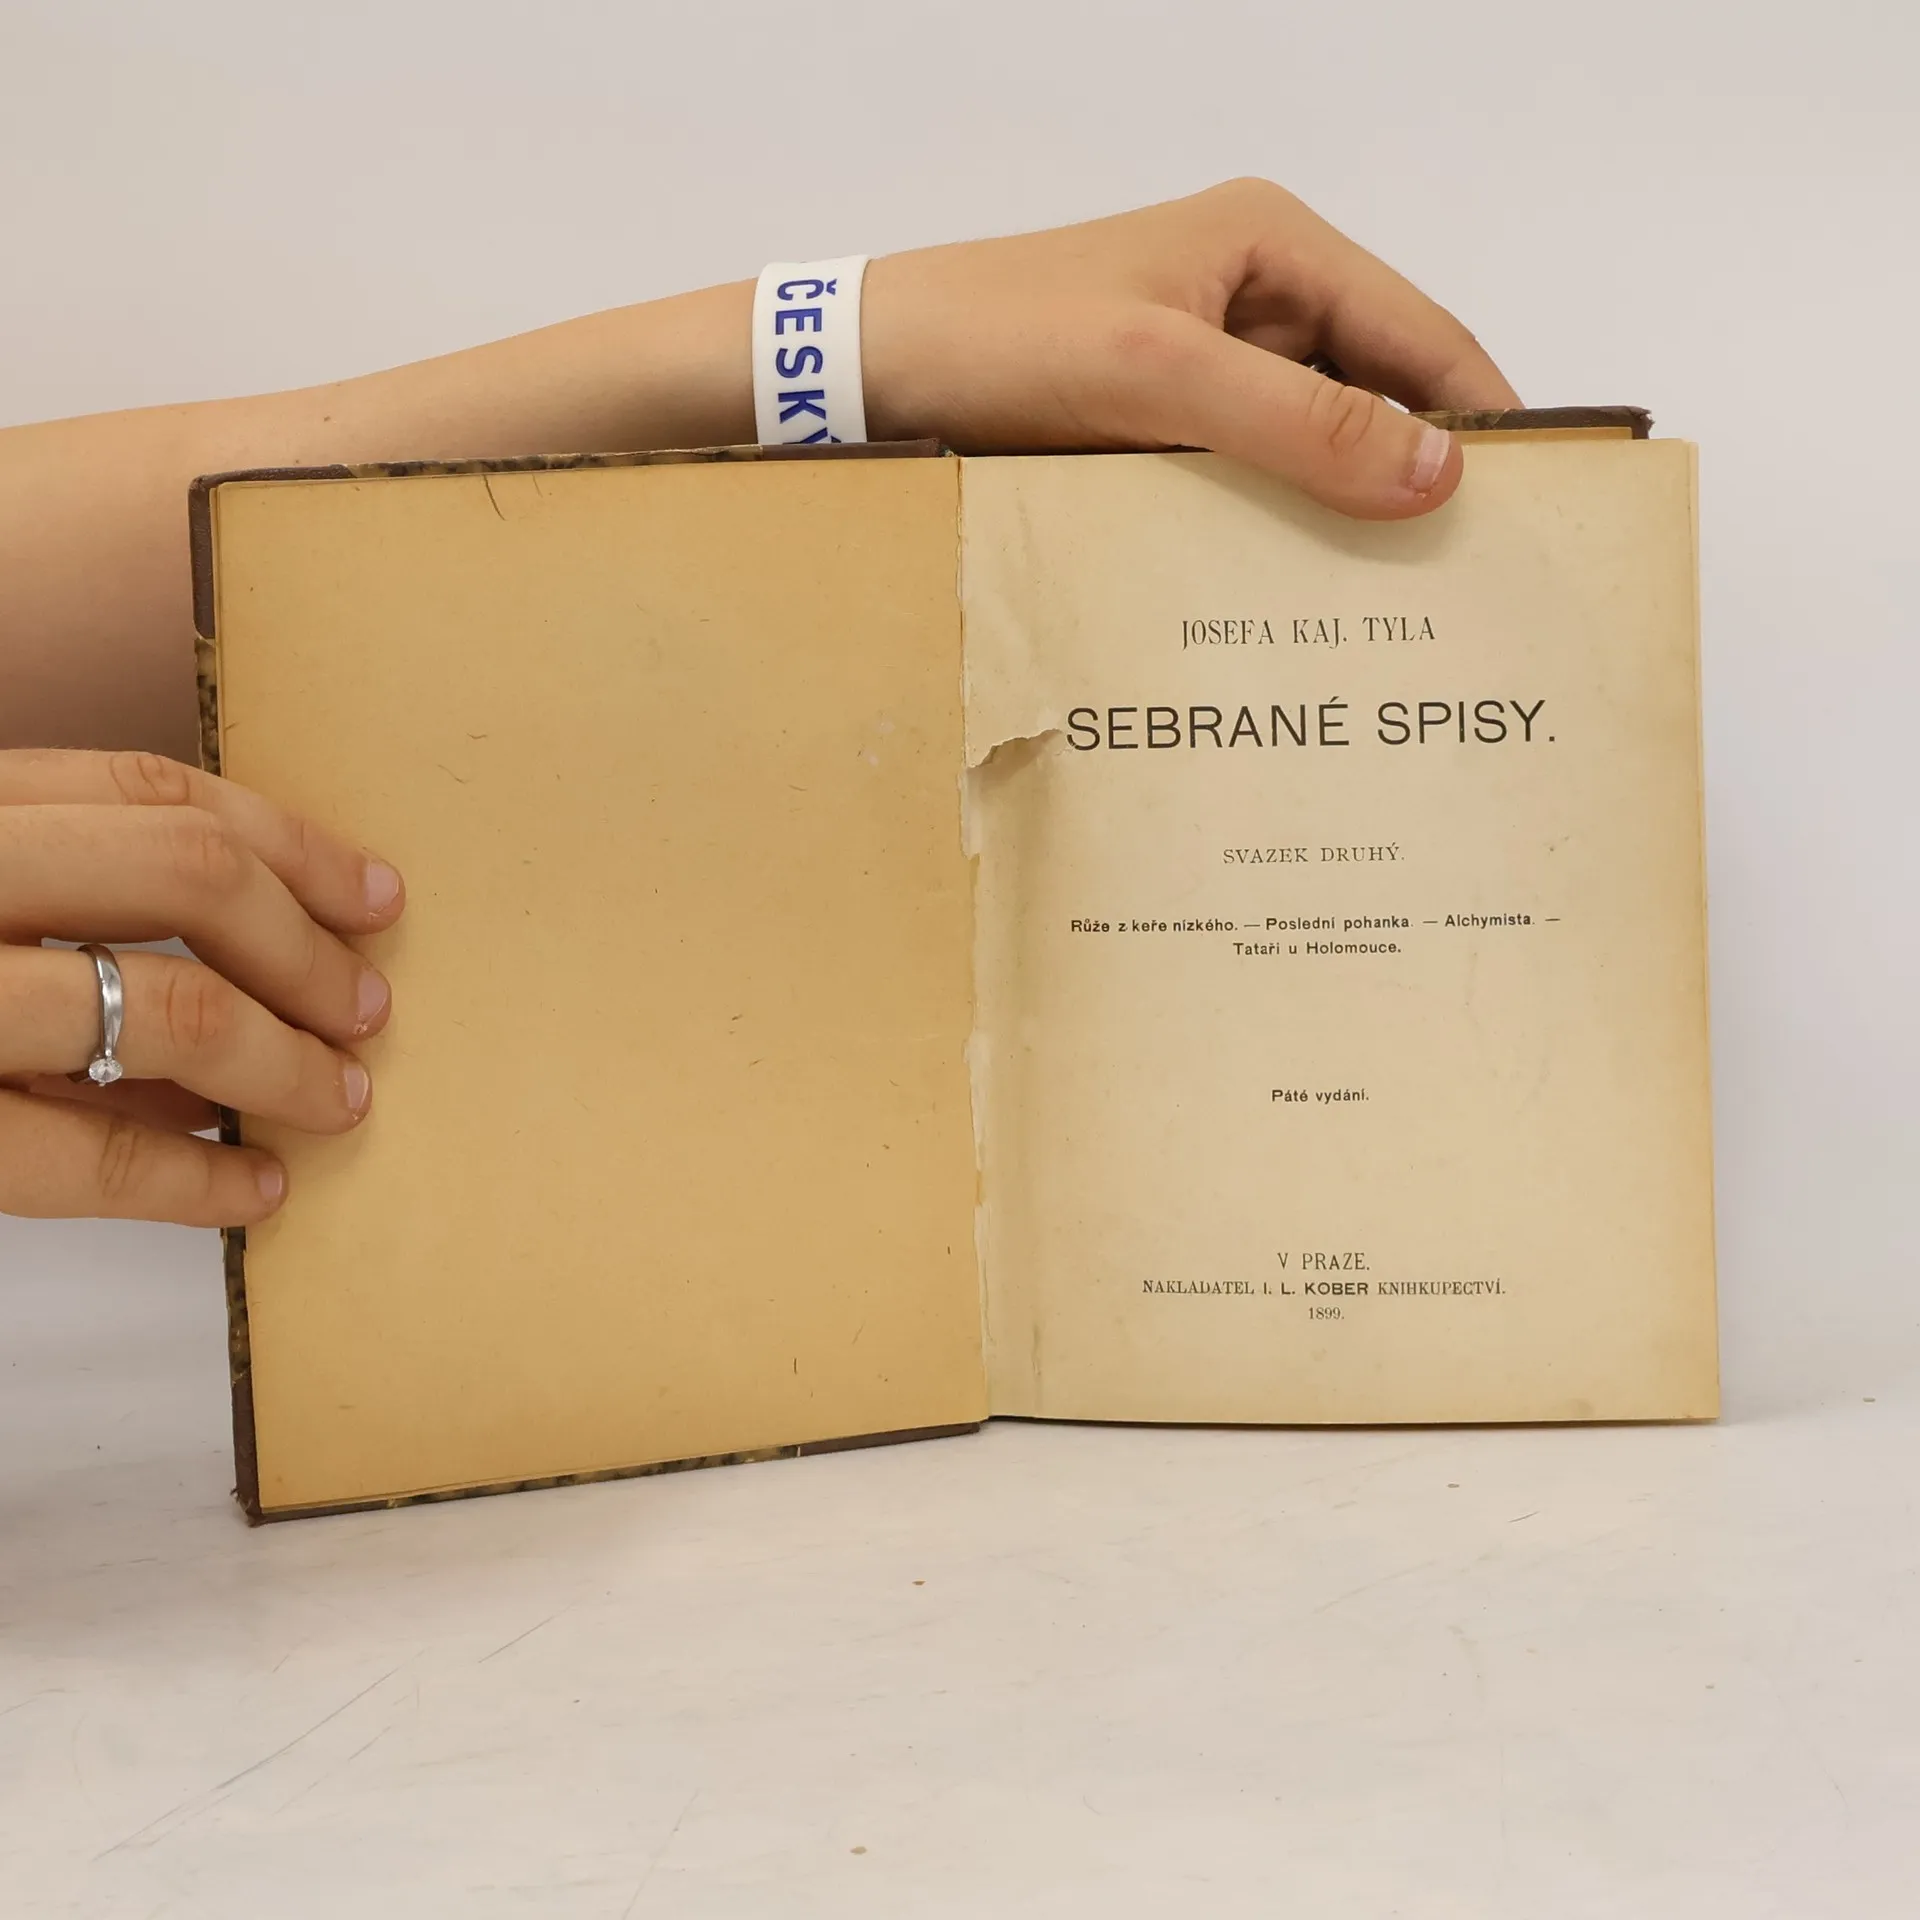 ČESKÝ
JOSEFA KAJ. TYLA
SEBRANÉ SPISY.
SVAZEK DRUHÝ.
Růže z keře nízkého. — Poslední pohanka. — Alchymista. —
Tataři u Holomouce.
Páté vydání.
V PRAZE.
NAKLADATEL I. L. KOBER KNIHKUPECTVÍ.
1899.